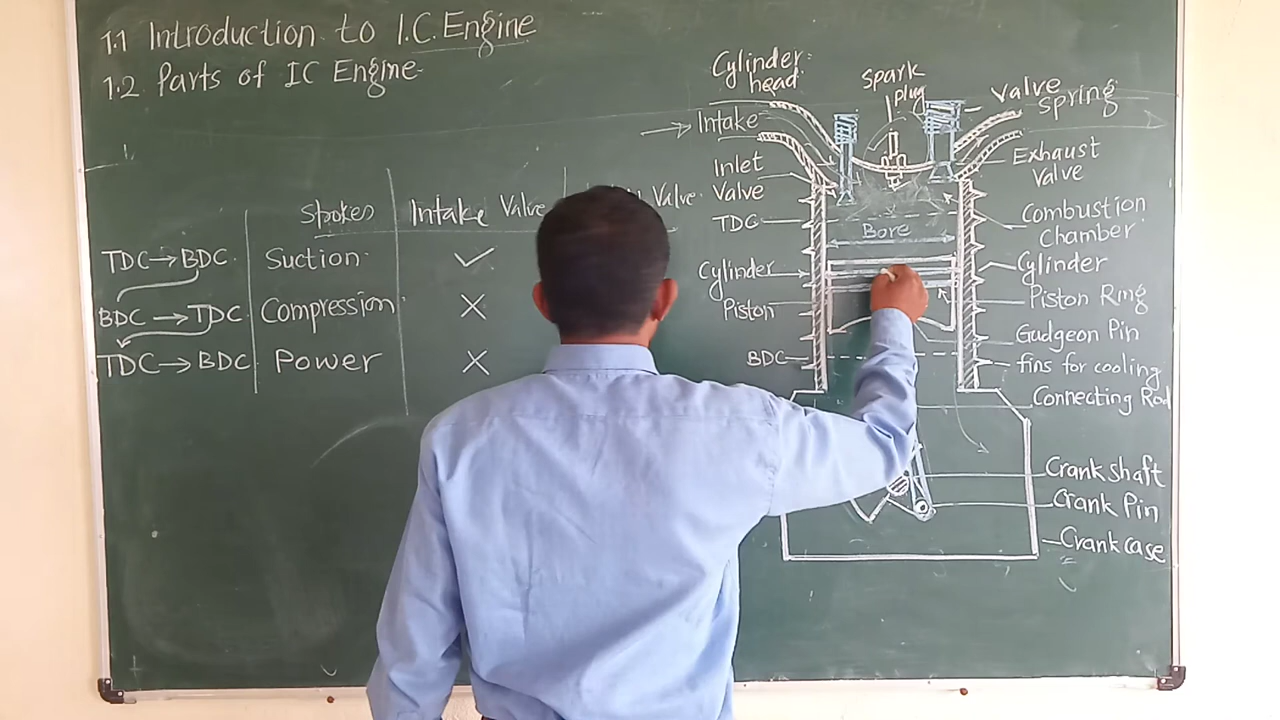 1.1 Introduction to I.C. Engine
1.2 Parts of IC Engine
Strokes Intake Valve Valve
TDC→BDC Suction ✓
BDC→TDC Compression ✗
TDC→BDC Power ✗
Cylinder
head
Spark
plug
Valve
Spring
Intake
Inlet
Valve
Exhaust
Valve
TDC
Bore
Combustion
Chamber
Cylinder
Cylinder
Piston
Piston Ring
Gudgeon Pin
BDC
fins for cooling
Connecting Rod
Crank shaft
Crank Pin
Crank case